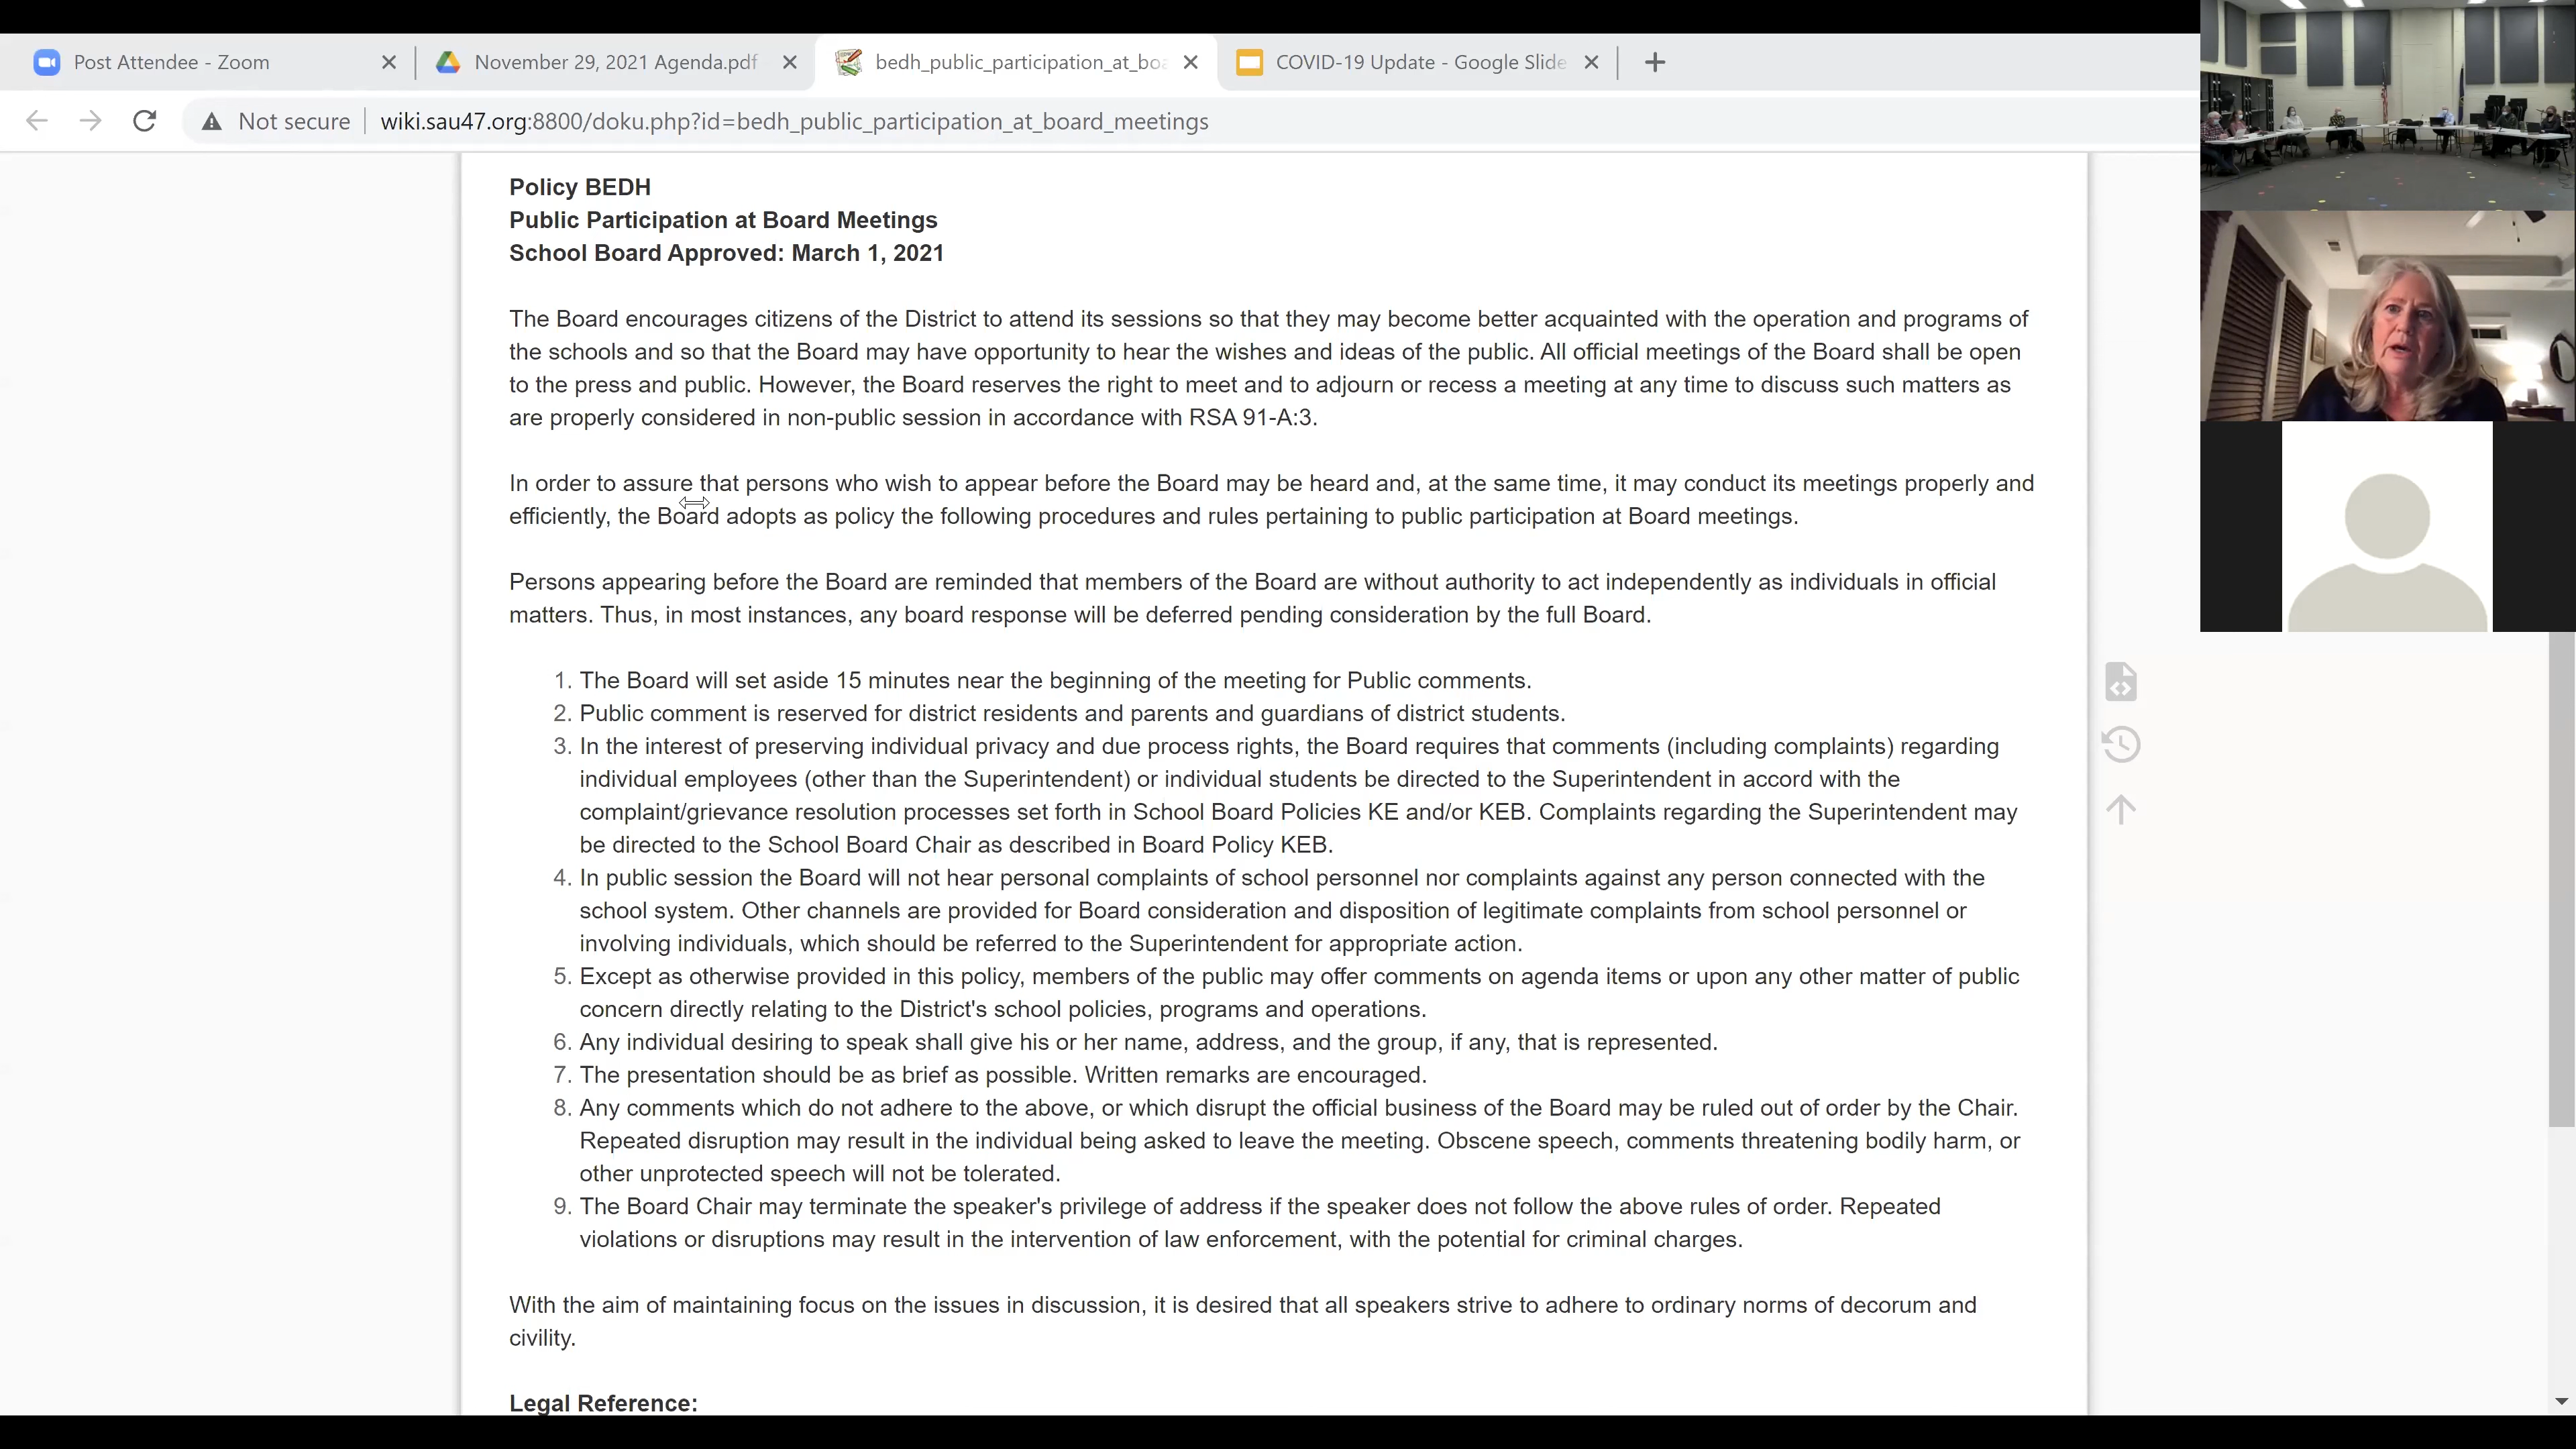 Post Attendee - Zoom
November 29, 2021 Agenda.pdf
bedh_public_participation_at_boa
COVID-19 Update - Google Slide
Not secure
wiki.sau47.org:8800/doku.php?id=bedh_public_participation_at_board_meetings
Policy BEDH
Public Participation at Board Meetings
School Board Approved: March 1, 2021
The Board encourages citizens of the District to attend its sessions so that they may become better acquainted with the operation and programs of
the schools and so that the Board may have opportunity to hear the wishes and ideas of the public. All official meetings of the Board shall be open
to the press and public. However, the Board reserves the right to meet and to adjourn or recess a meeting at any time to discuss such matters as
are properly considered in non-public session in accordance with RSA 91-A:3.
In order to assure that persons who wish to appear before the Board may be heard and, at the same time, it may conduct its meetings properly and
efficiently, the Board adopts as policy the following procedures and rules pertaining to public participation at Board meetings.
Persons appearing before the Board are reminded that members of the Board are without authority to act independently as individuals in official
matters. Thus, in most instances, any board response will be deferred pending consideration by the full Board.
1. The Board will set aside 15 minutes near the beginning of the meeting for Public comments.
2. Public comment is reserved for district residents and parents and guardians of district students.
3. In the interest of preserving individual privacy and due process rights, the Board requires that comments (including complaints) regarding
individual employees (other than the Superintendent) or individual students be directed to the Superintendent in accord with the
complaint/grievance resolution processes set forth in School Board Policies KE and/or KEB. Complaints regarding the Superintendent may
be directed to the School Board Chair as described in Board Policy KEB.
4. In public session the Board will not hear personal complaints of school personnel nor complaints against any person connected with the
school system. Other channels are provided for Board consideration and disposition of legitimate complaints from school personnel or
involving individuals, which should be referred to the Superintendent for appropriate action.
5. Except as otherwise provided in this policy, members of the public may offer comments on agenda items or upon any other matter of public
concern directly relating to the District's school policies, programs and operations.
6. Any individual desiring to speak shall give his or her name, address, and the group, if any, that is represented.
7. The presentation should be as brief as possible. Written remarks are encouraged.
8. Any comments which do not adhere to the above, or which disrupt the official business of the Board may be ruled out of order by the Chair.
Repeated disruption may result in the individual being asked to leave the meeting. Obscene speech, comments threatening bodily harm, or
other unprotected speech will not be tolerated.
9. The Board Chair may terminate the speaker's privilege of address if the speaker does not follow the above rules of order. Repeated
violations or disruptions may result in the intervention of law enforcement, with the potential for criminal charges.
With the aim of maintaining focus on the issues in discussion, it is desired that all speakers strive to adhere to ordinary norms of decorum and
civility.
Legal Reference: